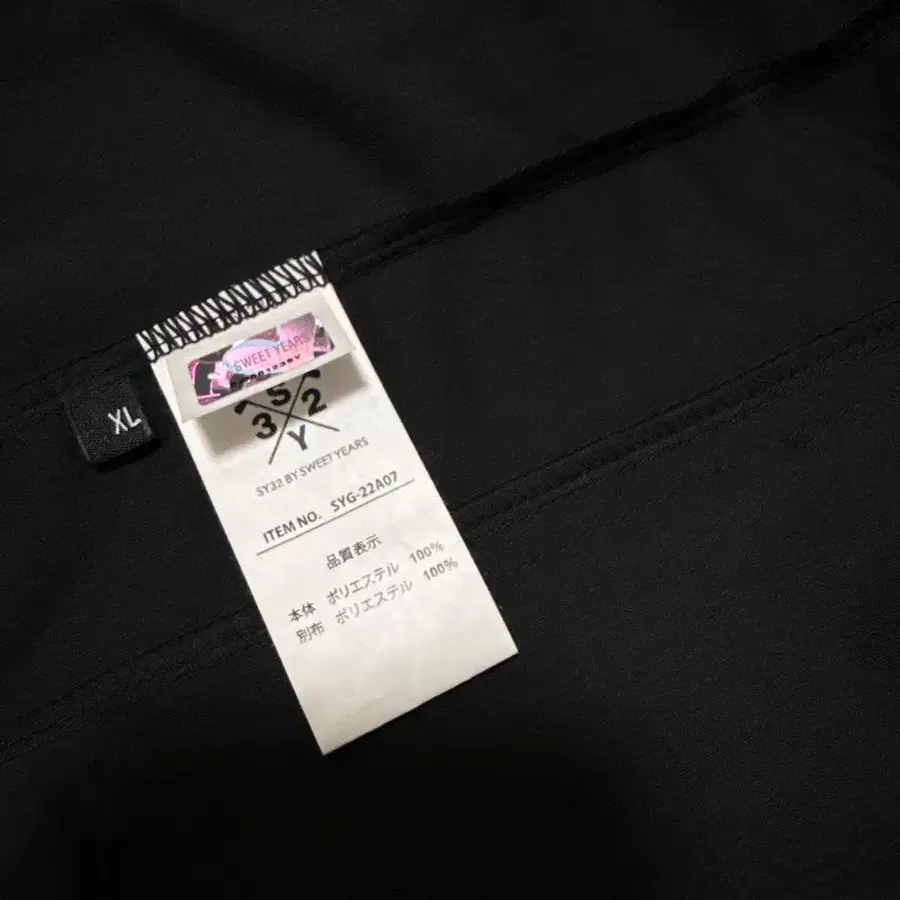 SWEET YEARS
XL
S
3 2
Y
SY32 BY SWEET YEARS
ITEM NO. SYG-22A07
品質表示
本体 ポリエステル 100%
別布 ポリエステル 100%